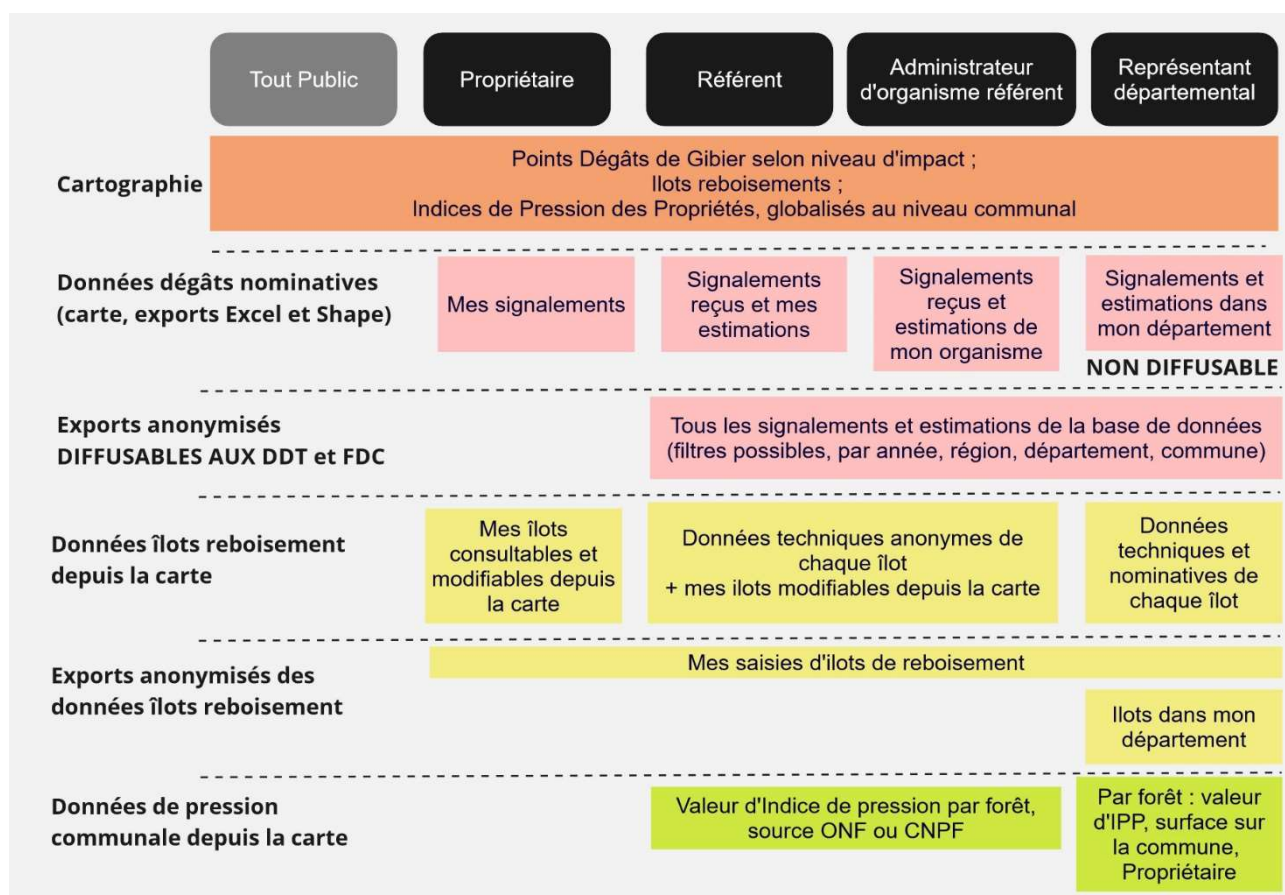 Tout Public
Propriétaire
Référent
Administrateur
d'organisme référent
Représentant
départemental
Cartographie
Points Dégâts de Gibier selon niveau d'impact ;
Ilots reboisements ;
Indices de Pression des Propriétés, globalisés au niveau communal
Données dégâts nominatives
(carte, exports Excel et Shape)
Mes signalements
Signalements
reçus et mes
estimations
Signalements
reçus et
estimations de
mon organisme
Signalements et
estimations dans
mon département
NON DIFFUSABLE
Exports anonymisés
DIFFUSABLES AUX DDT et FDC
Tous les signalements et estimations de la base de données
(filtres possibles, par année, région, département, commune)
Données îlots reboisement
depuis la carte
Mes îlots
consultables et
modifiables depuis
la carte
Données techniques anonymes de
chaque îlot
+ mes ilots modifiables depuis la carte
Données
techniques et
nominatives de
chaque îlot
Exports anonymisés des
données îlots reboisement
Mes saisies d'ilots de reboisement
Ilots dans mon
département
Données de pression
communale depuis la carte
Valeur d'Indice de pression par forêt,
source ONF ou CNPF
Par forêt : valeur
d'IPP, surface sur
la commune,
Propriétaire